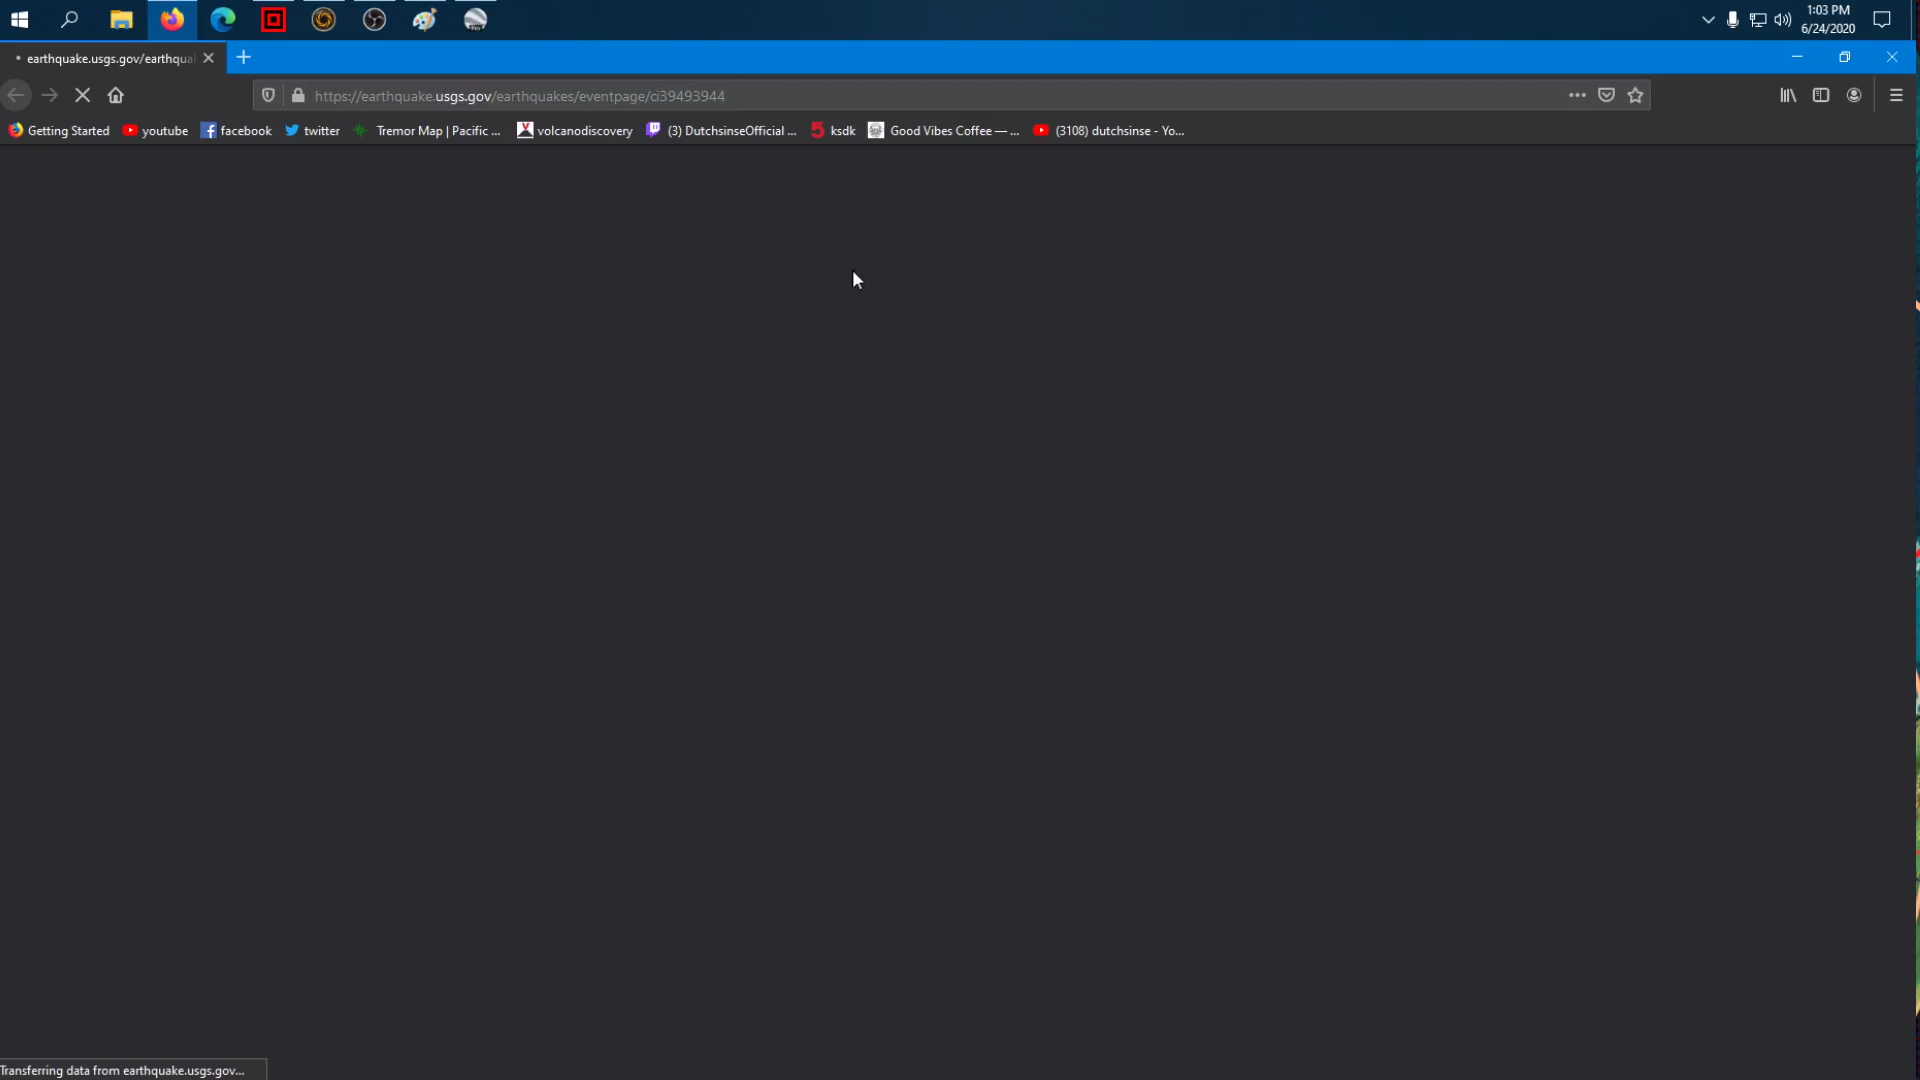 1:03 PM
6/24/2020
earthquake.usgs.gov/earthqua
https://earthquake.usgs.gov/earthquakes/eventpage/ci39493944
Getting Started youtube facebook twitter Tremor Map | Pacific ... volcanodiscovery (3) DutchsinseOfficial ... ksdk Good Vibes Coffee — ... (3108) dutchsinse - Yo...
Transferring data from earthquake.usgs.gov...